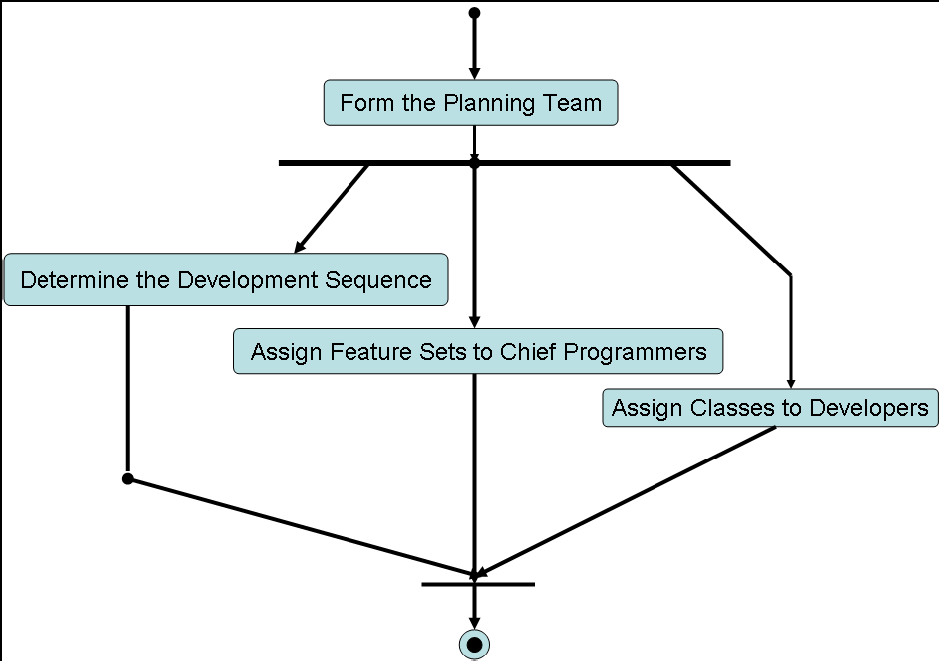 Form the Planning Team
Determine the Development Sequence
Assign Feature Sets to Chief Programmers
Assign Classes to Developers